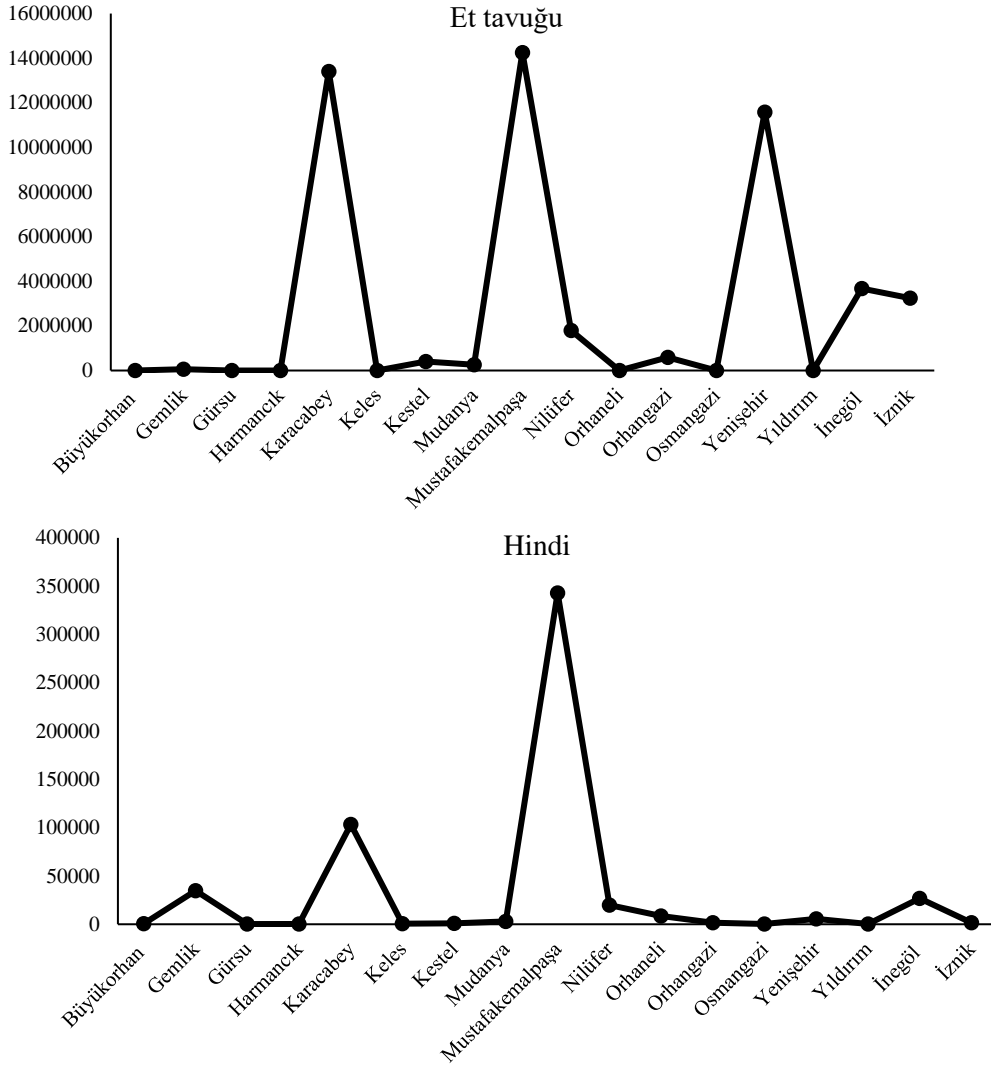 Et tavuğu
16000000
14000000
12000000
10000000
8000000
6000000
4000000
2000000
0
Büyükorhan
Gemlik
Gürsu
Harmancık
Karacabey
Keles
Kestel
Mudanya
Mustafakemalpaşa
Nilüfer
Orhaneli
Orhangazi
Osmangazi
Yenişehir
Yıldırım
İnegöl
İznik
Hindi
400000
350000
300000
250000
200000
150000
100000
50000
0
Büyükorhan
Gemlik
Gürsu
Harmancık
Karacabey
Keles
Kestel
Mudanya
Mustafakemalpaşa
Nilüfer
Orhaneli
Orhangazi
Osmangazi
Yenişehir
Yıldırım
İnegöl
İznik